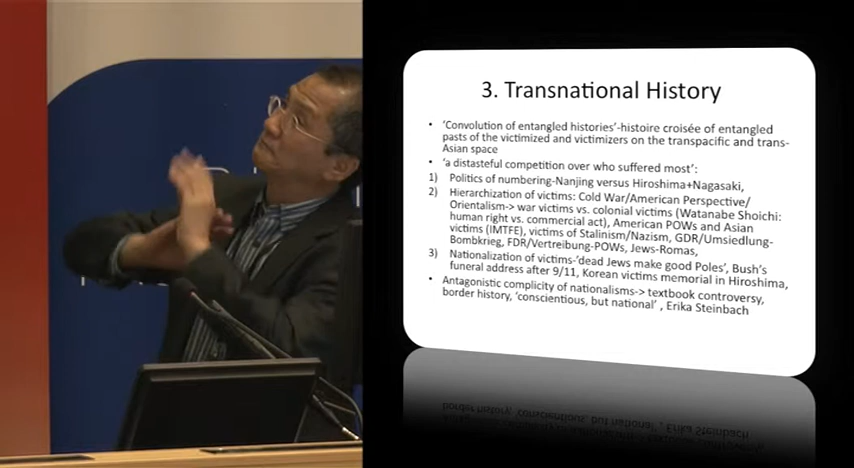 3. Transnational History
• 'Convolution of entangled histories'-histoire croisée of entangled
pasts of the victimized and victimizers on the transpacific and trans-
Asian space
• 'a distasteful competition over who suffered most':
1) Politics of numbering-Nanjing versus Hiroshima+Nagasaki,
2) Hierarchization of victims: Cold War/American Perspective/
Orientalism-> war victims vs. colonial victims (Watanabe Shoichi:
human right vs. commercial act), American POWs and Asian
victims (IMTFE), victims of Stalinism/Nazism, GDR/Umsiedlung-
Bombkrieg, FDR/Vertreibung-POWs, Jews-Romas,
3) Nationalization of victims-'dead Jews make good Poles', Bush's
funeral address after 9/11, Korean victims memorial in Hiroshima,
• Antagonistic complicity of nationalisms-> textbook controversy,
border history, 'conscientious, but national' , Erika Steinbach